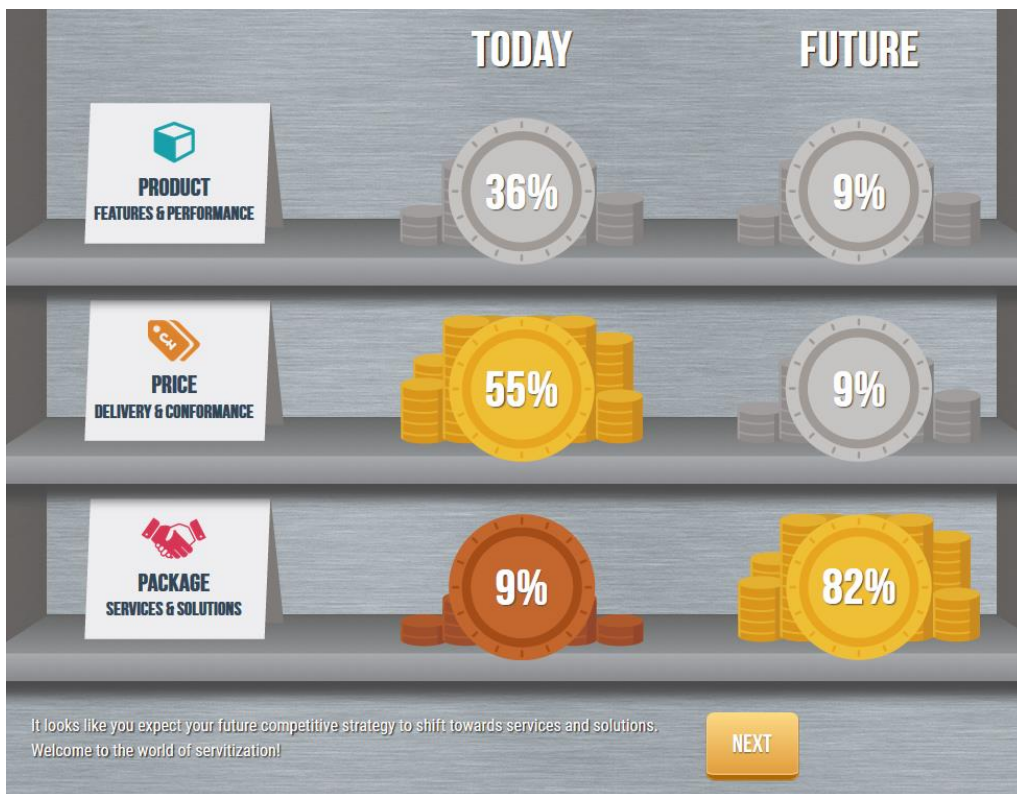 TODAY FUTURE
PRODUCT
FEATURES & PERFORMANCE
36% 9%
PRICE
DELIVERY & CONFORMANCE
55% 9%
PACKAGE
SERVICES & SOLUTIONS
9% 82%
It looks like you expect your future competitive strategy to shift towards services and solutions.
Welcome to the world of servitization!
NEXT